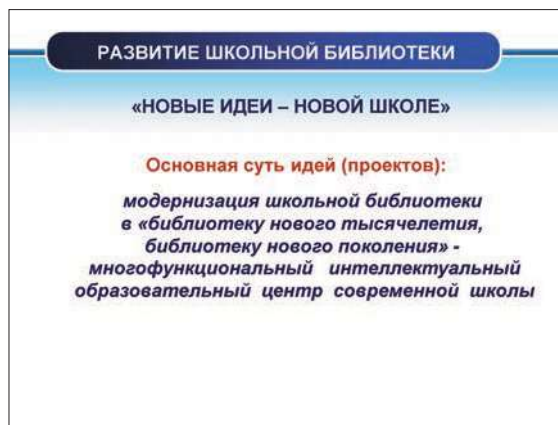 РАЗВИТИЕ ШКОЛЬНОЙ БИБЛИОТЕКИ
«НОВЫЕ ИДЕИ – НОВОЙ ШКОЛЕ»
Основная суть идей (проектов):
модернизация школьной библиотеки
в «библиотеку нового тысячелетия,
библиотеку нового поколения» -
многофункциональный интеллектуальный
образовательный центр современной школы